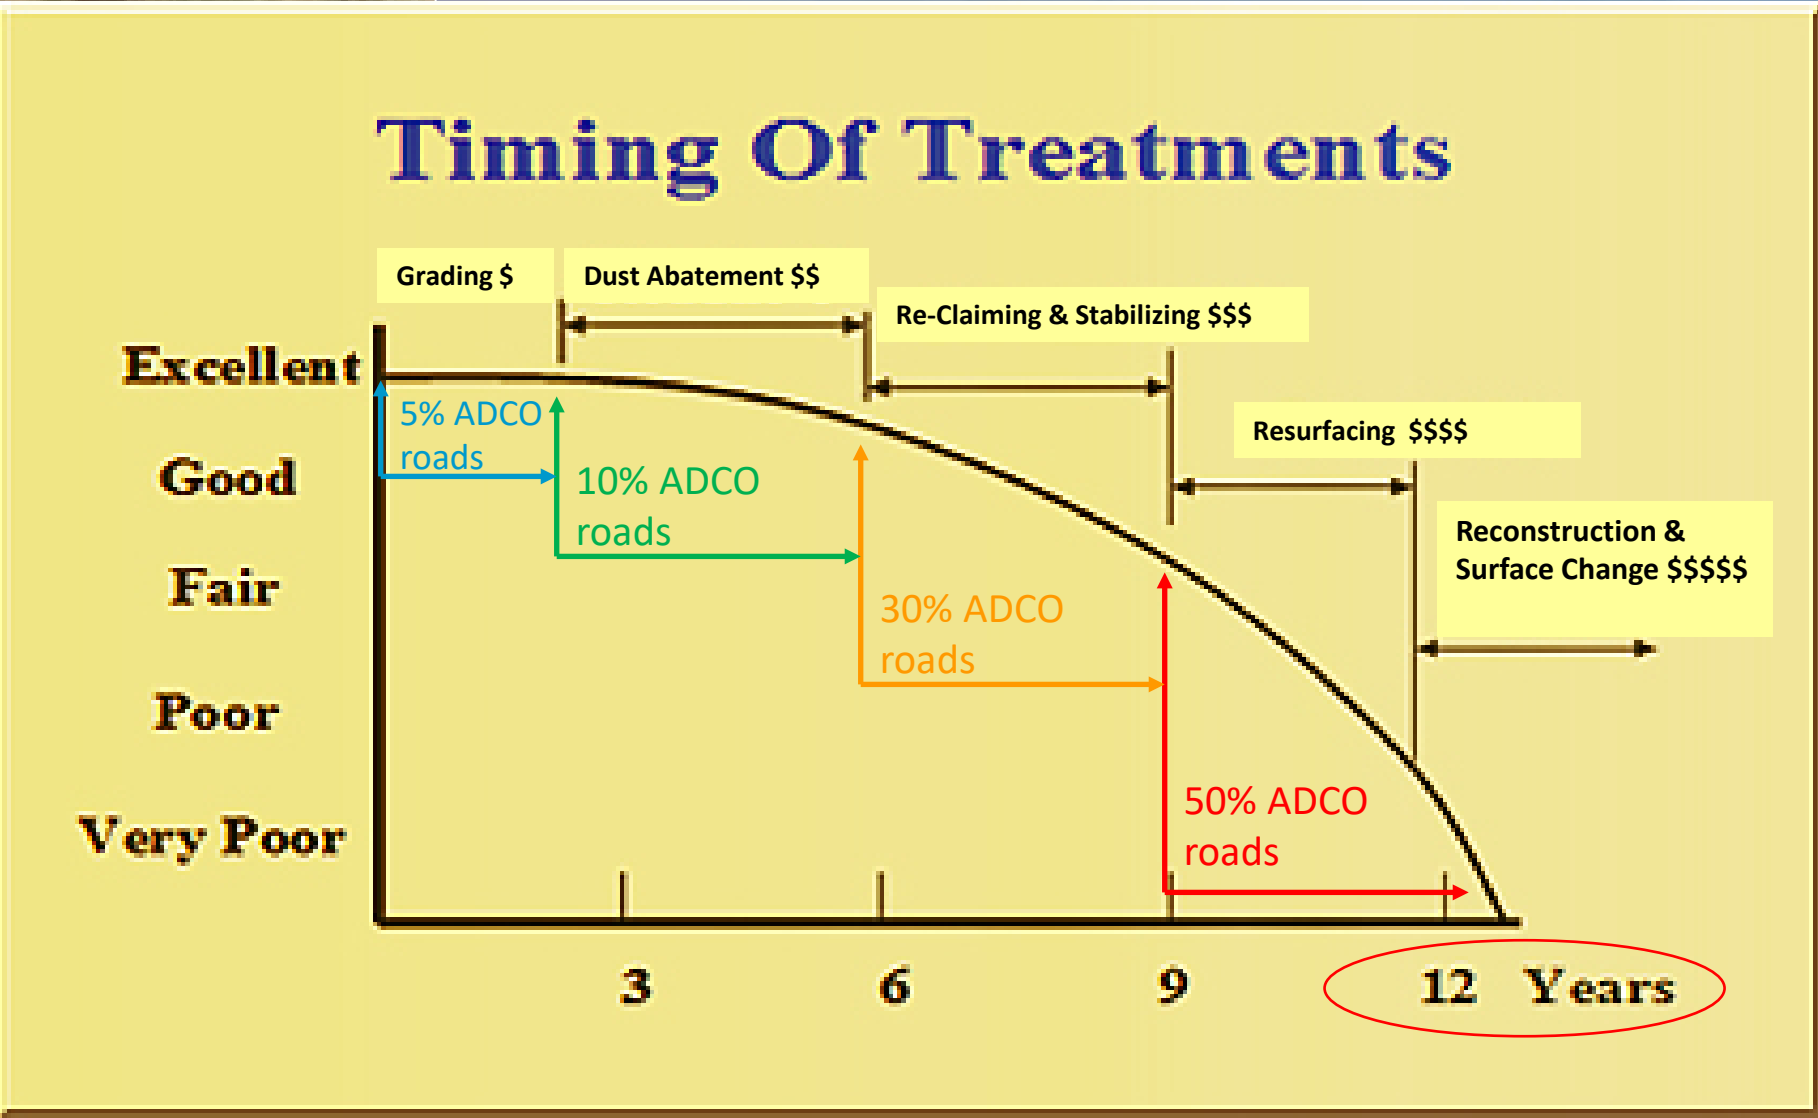 Timing Of Treatments
Grading $
Dust Abatement $$
Re-Claiming & Stabilizing $$$
Resurfacing $$$$
Reconstruction &
Surface Change $$$$$
Excellent
Good
Fair
Poor
Very Poor
5% ADCO
roads
10% ADCO
roads
30% ADCO
roads
50% ADCO
roads
3 6 9 12 Years